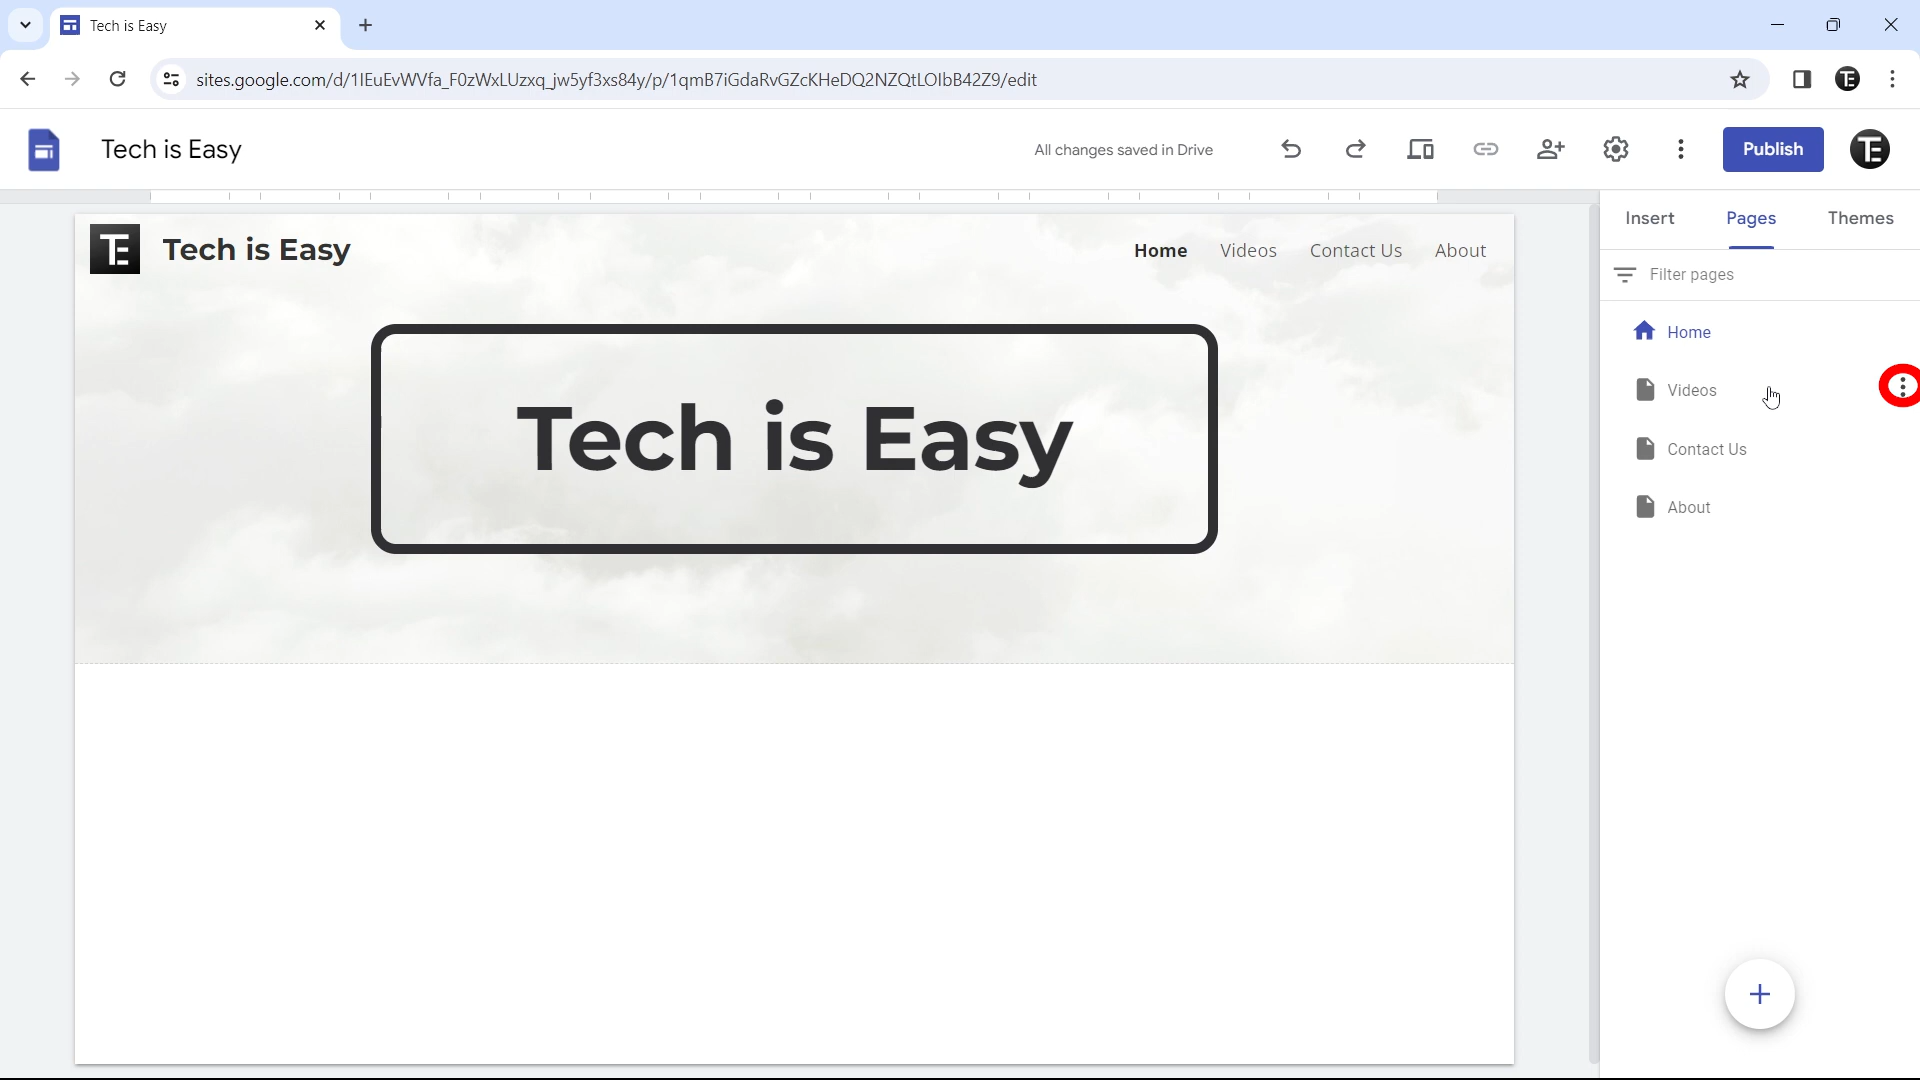 Tech is Easy
sites.google.com/d/1IEuEvWVfa_F0zWxLUzxq_jw5yf3xs84y/p/1qmB7iGdaRvGZcKHeDQ2NZQtLOIbB42Z9/edit
Tech is Easy
All changes saved in Drive
Publish
Insert Pages Themes
Tech is Easy
Home Videos Contact Us About
Filter pages
Home
Videos
Contact Us
About
Tech is Easy